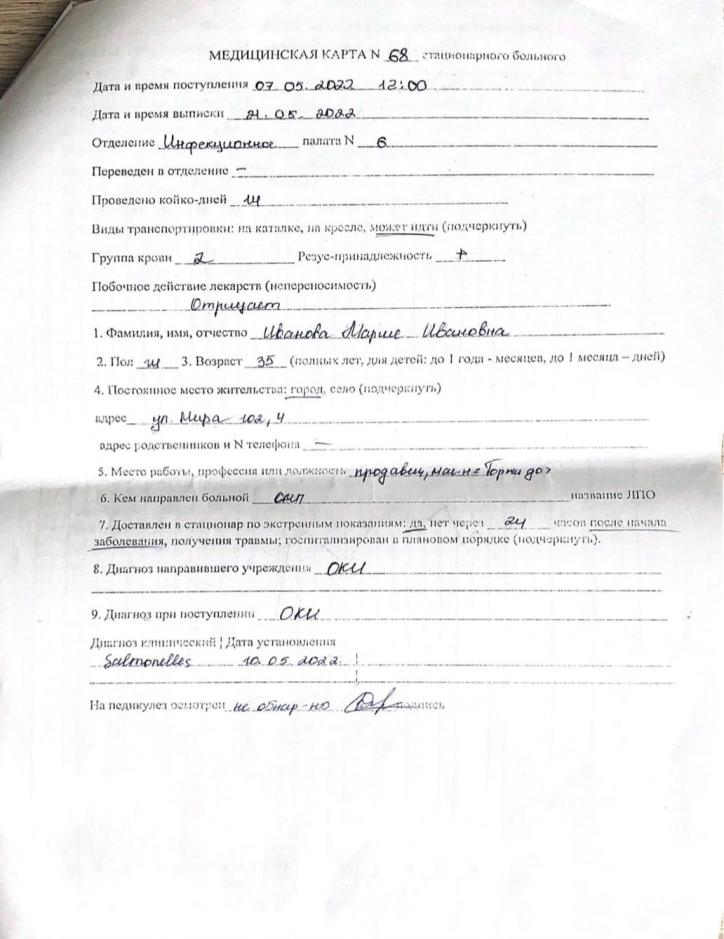 МЕДИЦИНСКАЯ КАРТА N 68 стационарного больного
Дата и время поступления 07.05.2022 12:00
Дата и время выписки 21.05.2022
Отделение Инфекционное палата N 6
Переведен в отделение –
Проведено койко-дней 14
Виды транспортировки: на каталке, на кресле, может идти (подчеркнуть)
Группа крови 2 Резус-принадлежность +
Побочное действие лекарств (непереносимость)
Отрицает
1. Фамилия, имя, отчество Иванова Марие Ивановна
2. Пол: 3. Возраст 35 (полных лет, для детей: до 1 года - месяцев, до 1 месяца – дней)
4. Постоянное место жительства: город, село (подчеркнуть)
адрес ул. Мира 102, 4
адрес родственников и N телефона —
5. Место работы, профессия или должность продавец, маг-н
6. Кем направлен больной СМП название ЛПО
7. Доставлен в стационар по экстренным показаниям: да, нет через 24 часов после начала
заболевания, получения травмы; госпитализирован в плановом порядке (подчеркнуть).
8. Диагноз направившего учреждения ОКИ
9. Диагноз при поступлении ОКИ
Диагноз клинический ¦ Дата установления
Salmonelles 10.05.2022.
На педикулез осмотрен не обнар-но подпись